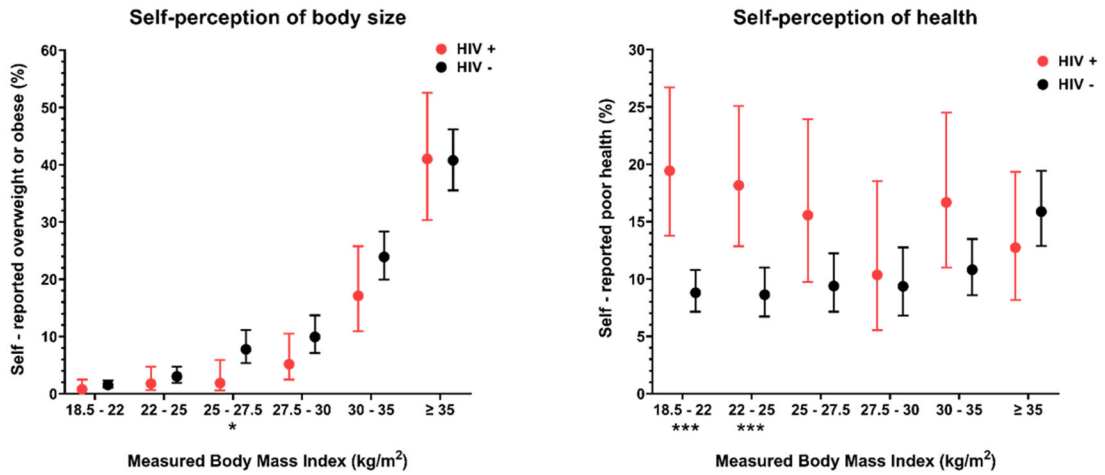 Self-perception of body size
HIV +
HIV -
Self - reported overweight or obese (%)
60
50
40
30
20
10
0
18.5 - 22
22 - 25
25 - 27.5
27.5 - 30
30 - 35
≥ 35
*
Measured Body Mass Index (kg/m²)
Self-perception of health
HIV +
HIV -
Self - reported poor health (%)
30
25
20
15
10
5
0
18.5 - 22
22 - 25
25 - 27.5
27.5 - 30
30 - 35
≥ 35
***
***
Measured Body Mass Index (kg/m²)